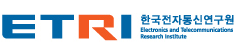 ETRI 한국전자통신연구원
Electronics and Telecommunications
Research Institute